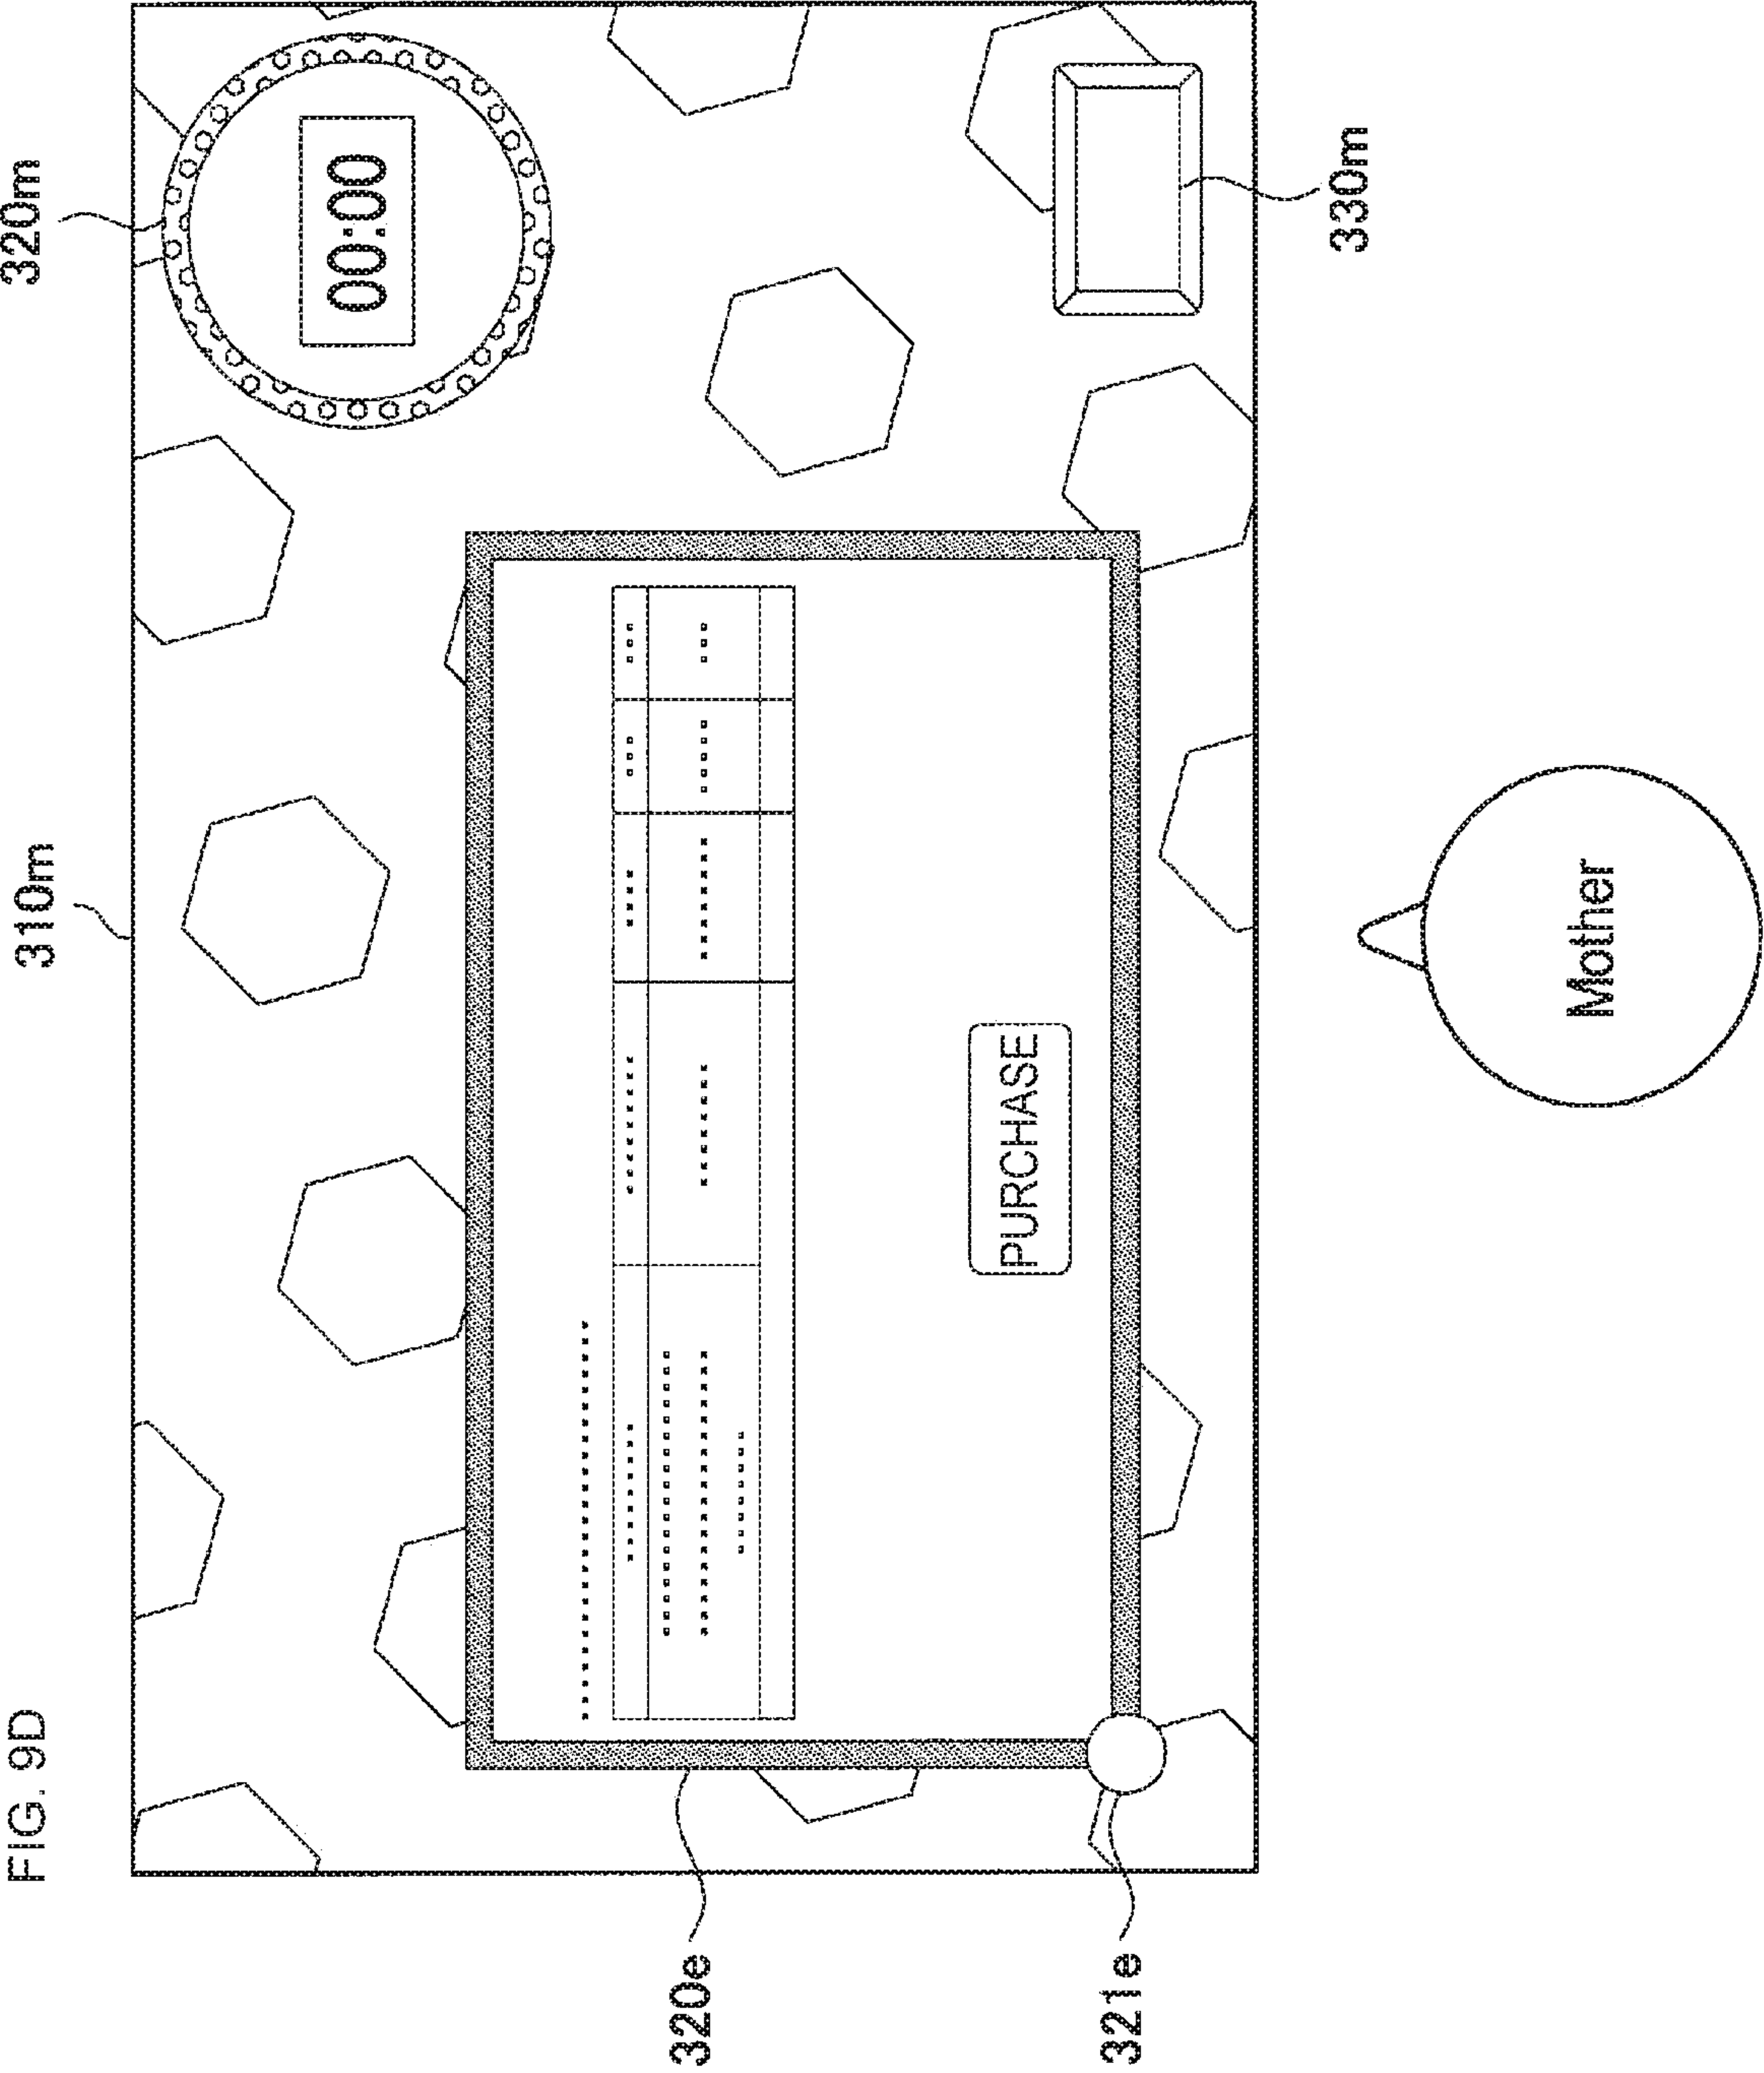 FIG. 9D
310m
320m
00:00
330m
320e
PURCHASE
321e
Mother